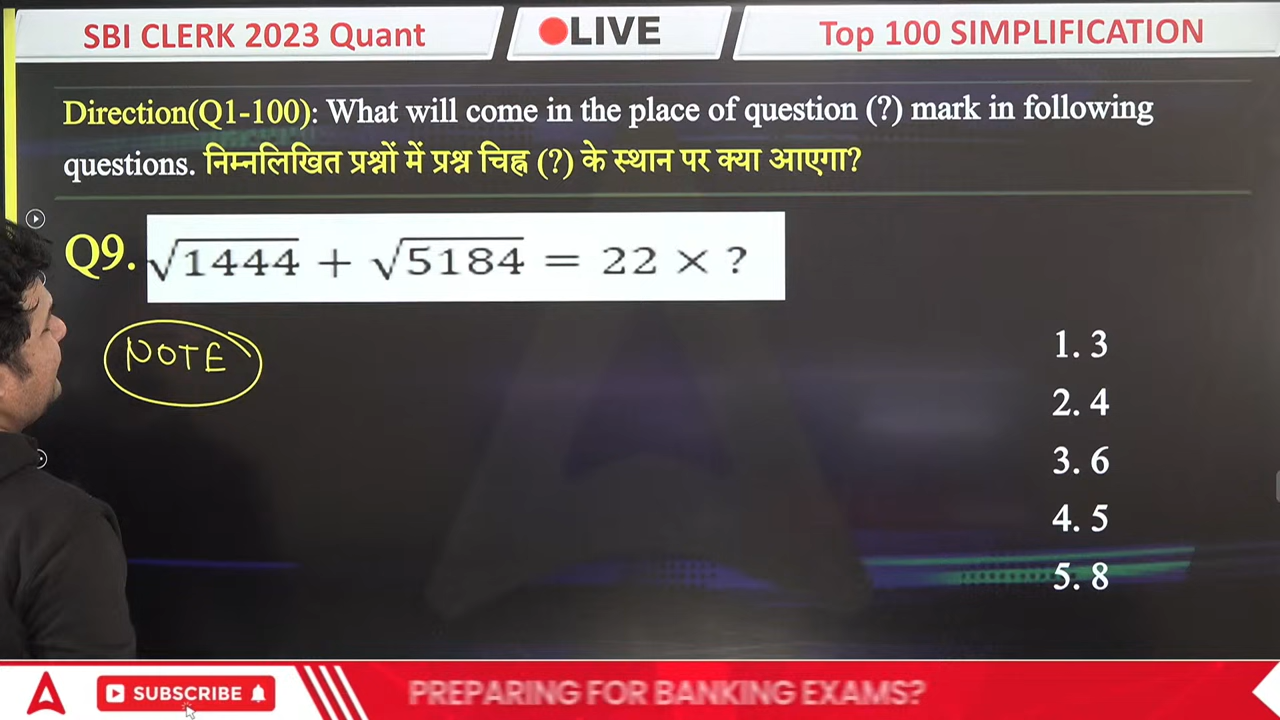 SBI CLERK 2023 Quant
LIVE
Top 100 SIMPLIFICATION
Direction(Q1-100): What will come in the place of question (?) mark in following
questions. निम्नलिखित प्रश्नों में प्रश्न चिह्न (?) के स्थान पर क्या आएगा?
Q9. √1444 + √5184 = 22 × ?
NOTE
1. 3
2. 4
3. 6
4. 5
5. 8
SUBSCRIBE
PREPARING FOR BANKING EXAMS?